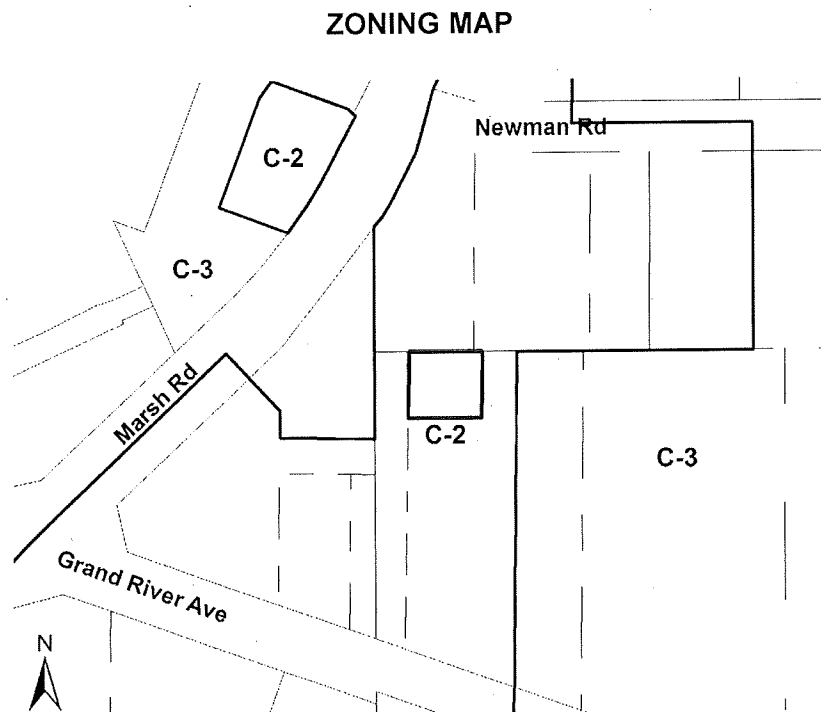 ZONING MAP
Newman Rd
C-2
C-3
Marsh Rd
C-2
C-3
Grand River Ave
N